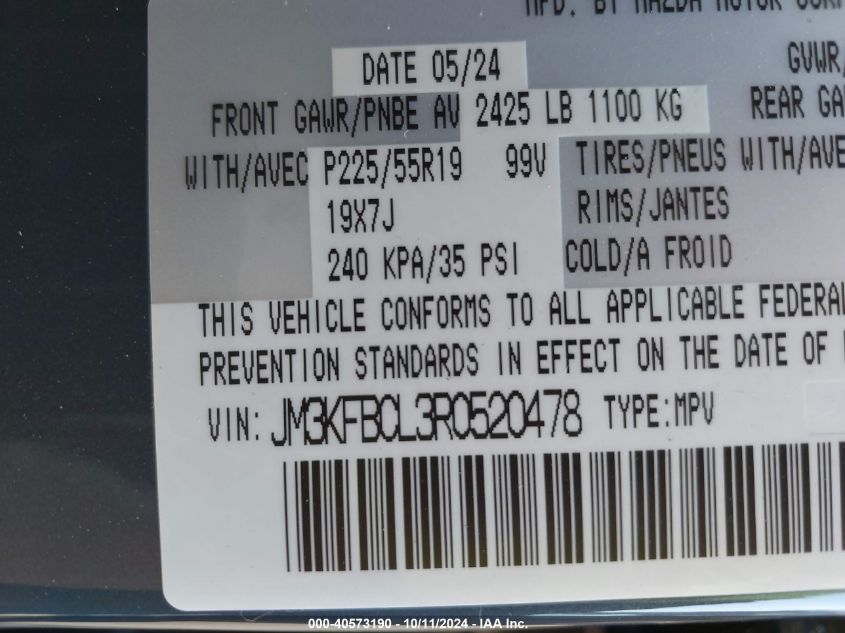 MFD. BY MAZDA MOTOR
DATE 05/24 GVWR/
FRONT GAWR/PNBE AV 2425 LB 1100 KG REAR GA
WITH/AVEC P225/55R19 99V TIRES/PNEUS WITH/AVE
19X7J RIMS/JANTES
240 KPA/35 PSI COLD/A FROID
THIS VEHICLE CONFORMS TO ALL APPLICABLE FEDERAL
PREVENTION STANDARDS IN EFFECT ON THE DATE OF
VIN: JM3KFBCL3R0520478 TYPE:MPV
000-40573190 - 10/11/2024 - IAA Inc.